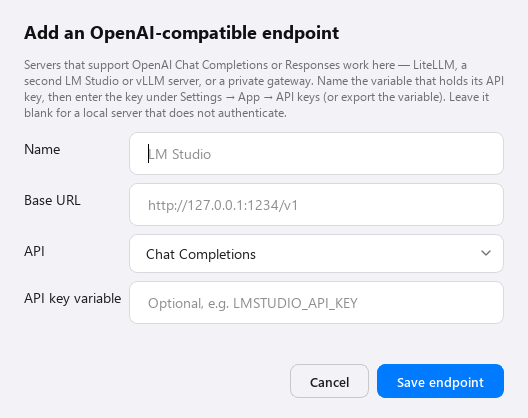 Add an OpenAI-compatible endpoint
Servers that support OpenAI Chat Completions or Responses work here — LiteLLM, a
second LM Studio or vLLM server, or a private gateway. Name the variable that holds its API
key, then enter the key under Settings → App → API keys (or export the variable). Leave it
blank for a local server that does not authenticate.
Name
LM Studio
Base URL
http://127.0.0.1:1234/v1
API
Chat Completions
API key variable
Optional, e.g. LMSTUDIO_API_KEY
Cancel
Save endpoint